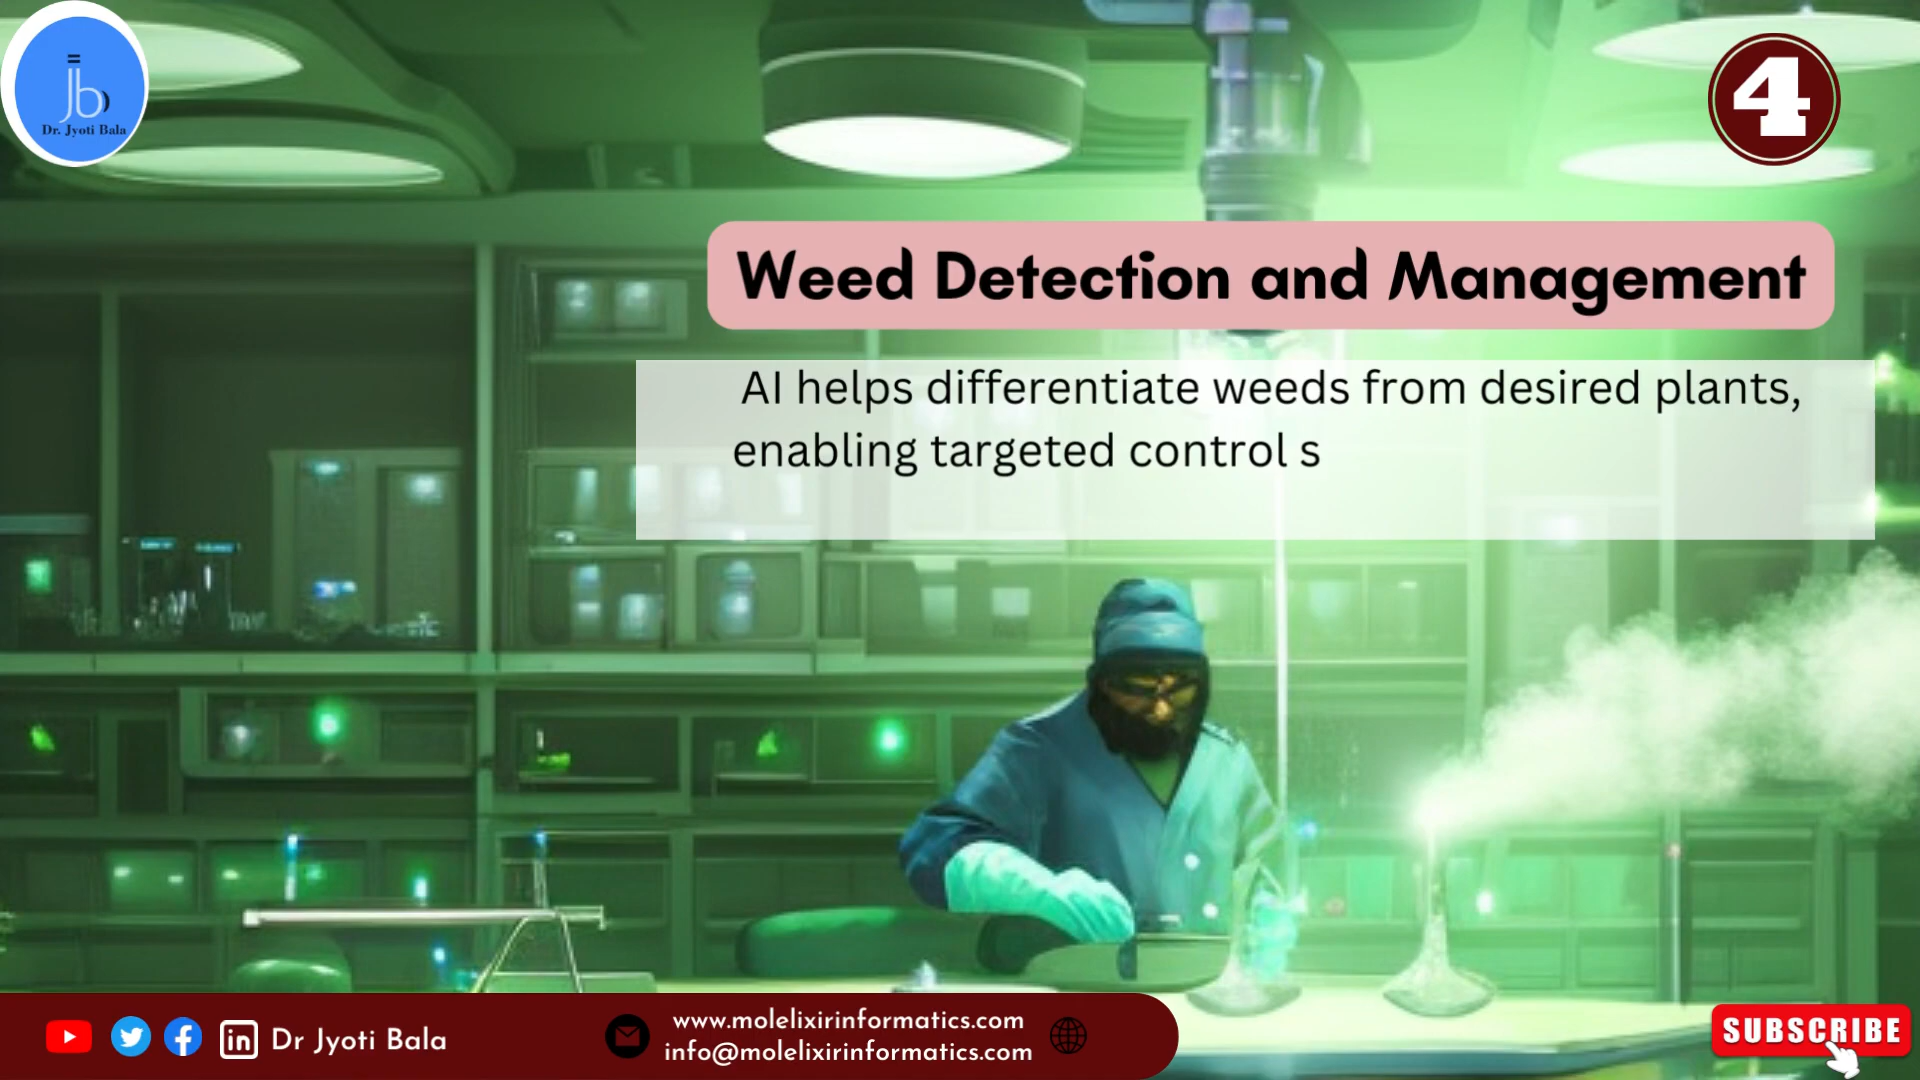 jb
Dr. Jyoti Bala
4
Weed Detection and Management
AI helps differentiate weeds from desired plants,
enabling targeted control s
Dr Jyoti Bala
www.molelixirinformatics.com
info@molelixirinformatics.com
SUBSCRIBE